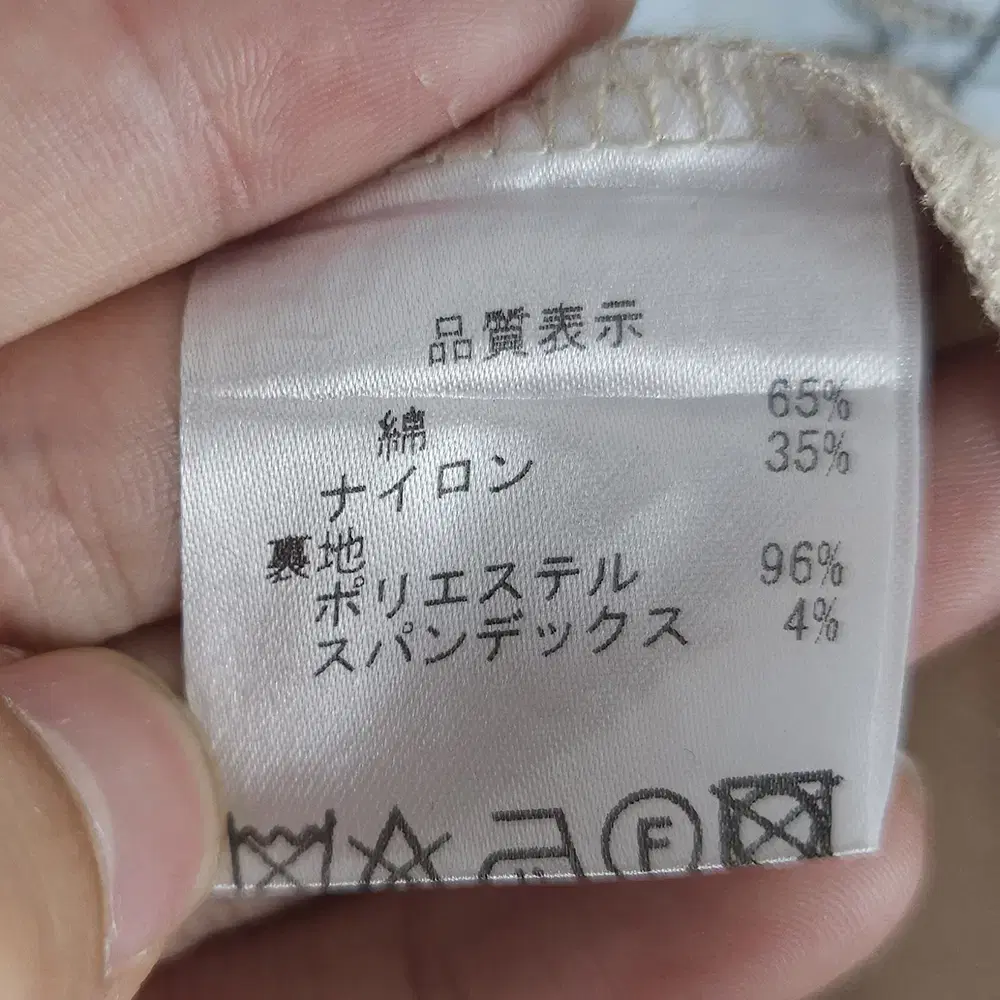 品質表示
綿 65%
ナイロン 35%
裏地
ポリエステル 96%
スパンデックス 4%
F